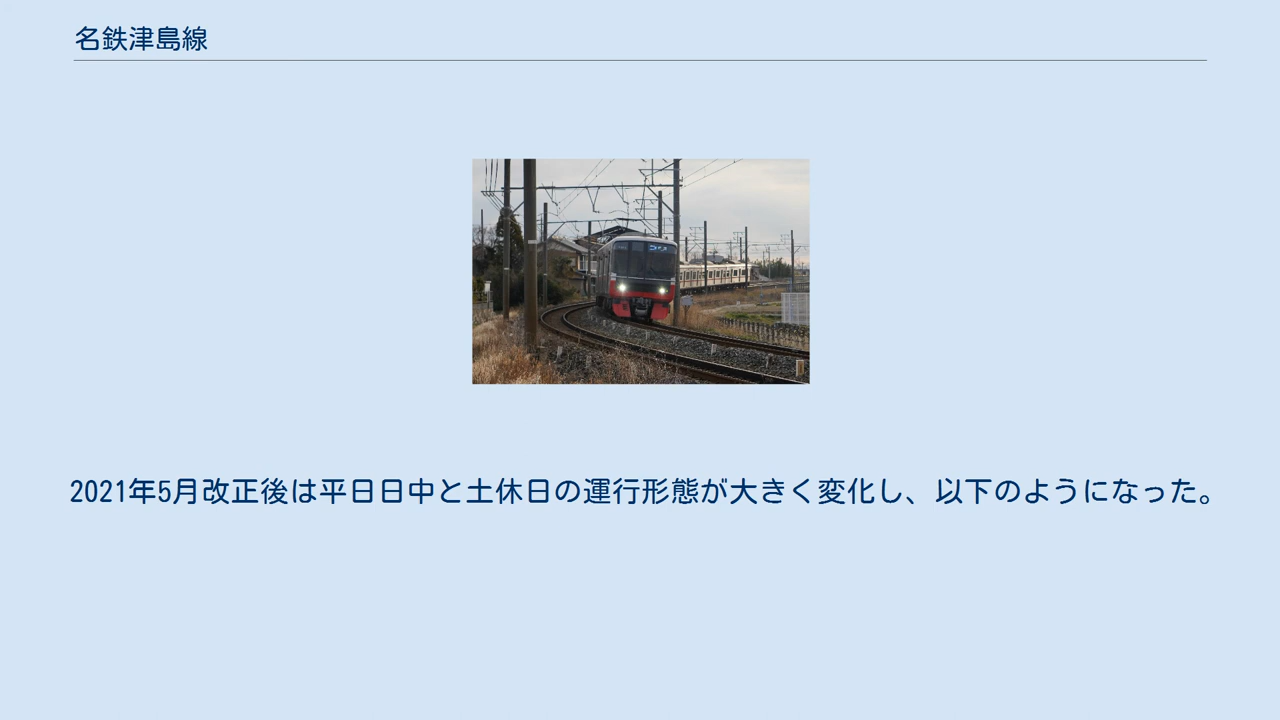 名鉄津島線
2021年5月改正後は平日日中と土休日の運行形態が大きく変化し、以下のようになった。